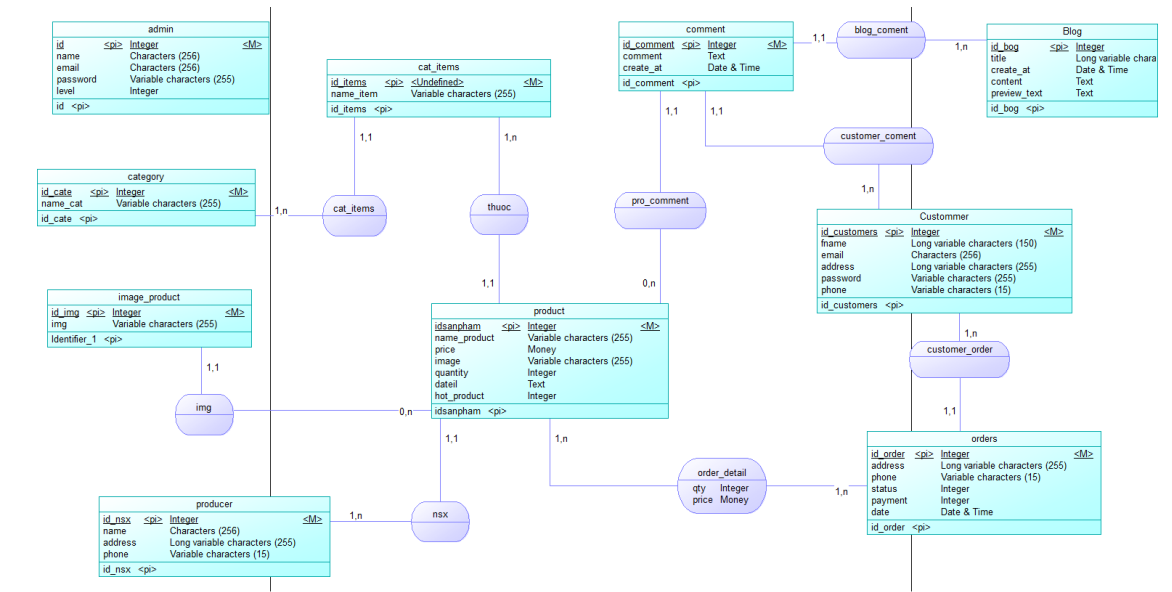 admin
id <pi> Integer <M>
name Characters (256)
email Characters (256)
password Variable characters (255)
level Integer
id <pi>
cat_items
id_items <pi> <Undefined> <M>
name_item Variable characters (255)
id_items <pi>
comment
id_comment <pi> Integer <M>
comment Text
create_at Date & Time
id_comment <pi>
1,1
blog_coment
1,n
Blog
id_bog <pi> Integer
title Long variable chara
create_at Date & Time
content Text
preview_text Text
id_bog <pi>
1,1
1,n
1,1
1,1
customer_coment
1,n
category
id_cate <pi> Integer <M>
name_cat Variable characters (255)
id_cate <pi>
1,n
cat_items
thuoc
pro_comment
1,1
0,n
Custommer
id_customers <pi> Integer <M>
fname Long variable characters (150)
email Characters (256)
address Long variable characters (255)
password Variable characters (255)
phone Variable characters (15)
id_customers <pi>
image_product
id_img <pi> Integer <M>
img Variable characters (255)
Identifier_1 <pi>
1,1
img
0,n
product
idsanpham <pi> Integer <M>
name_product Variable characters (255)
price Money
image Variable characters (255)
quantity Integer
dateil Text
hot_product Integer
idsanpham <pi>
1,n
customer_order
1,1
1,1
1,n
order_detail
qty Integer
price Money
1,n
orders
id_order <pi> Integer <M>
address Long variable characters (255)
phone Variable characters (15)
status Integer
payment Integer
date Date & Time
id_order <pi>
producer
id_nsx <pi> Integer <M>
name Characters (256)
address Long variable characters (255)
phone Variable characters (15)
id_nsx <pi>
1,n
nsx